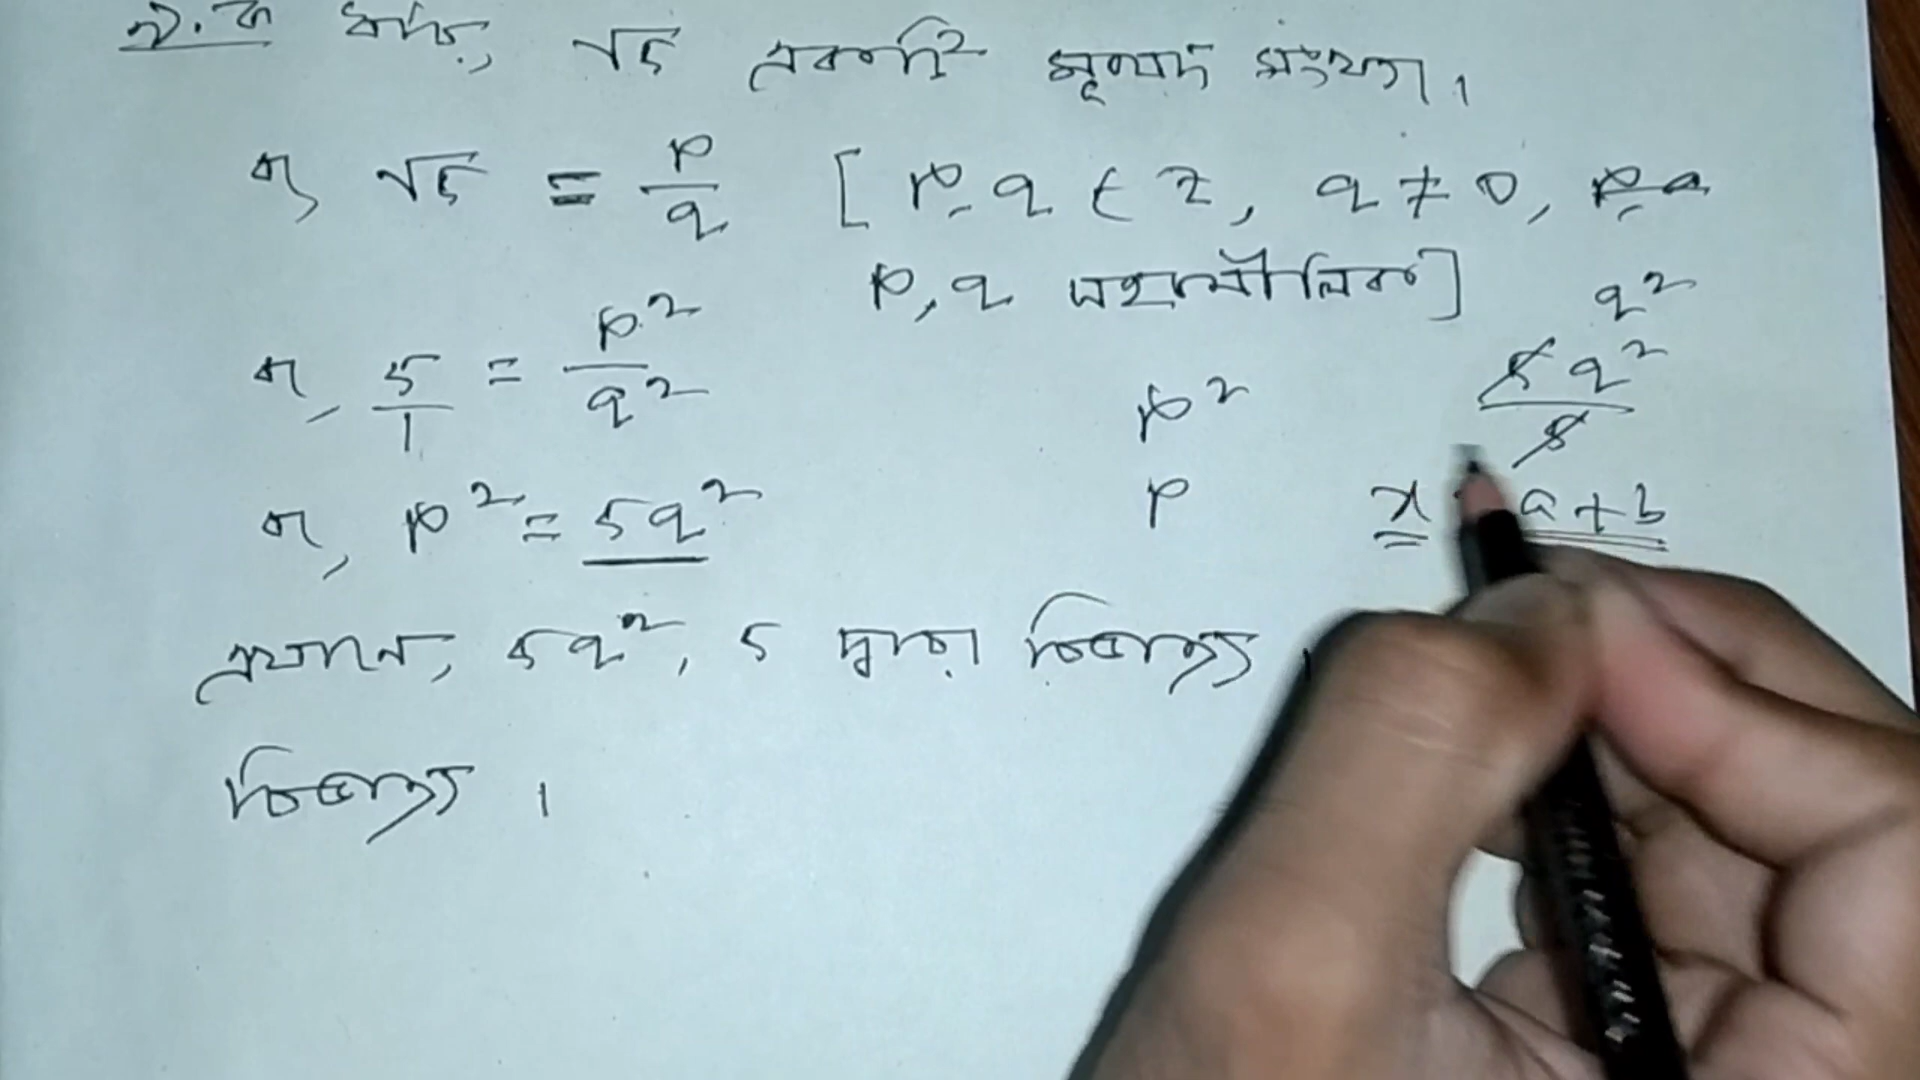 ধরি, √5 একটি মূলদ সংখ্যা।
বা, √5 = p/q [p, q ∈ Z, q ≠ 0,
p, q সহমৌলিক]
বা, 5/1 = p²/q²
বা, p² = 5q²
এখানে, 5q², 5 দ্বারা বিভাজ্য।
বিভাজ্য।
q²
5q²/5
p²
p
x a+b